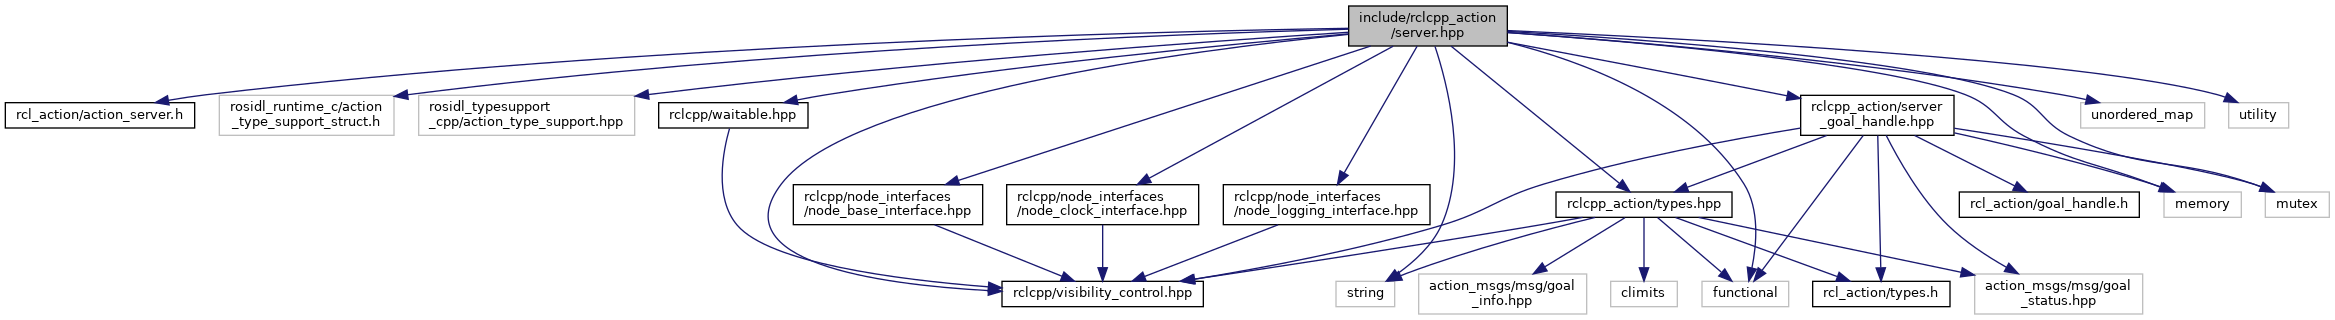 include/rclcpp_action
/server.hpp
rcl_action/action_server.h
rosidl_runtime_c/action
_type_support_struct.h
rosidl_typesupport
_cpp/action_type_support.hpp
rclcpp/waitable.hpp
rclcpp_action/server
_goal_handle.hpp
unordered_map
utility
rclcpp/node_interfaces
/node_base_interface.hpp
rclcpp/node_interfaces
/node_clock_interface.hpp
rclcpp/node_interfaces
/node_logging_interface.hpp
rclcpp_action/types.hpp
rcl_action/goal_handle.h
memory
mutex
rclcpp/visibility_control.hpp
string
action_msgs/msg/goal
_info.hpp
climits
functional
rcl_action/types.h
action_msgs/msg/goal
_status.hpp